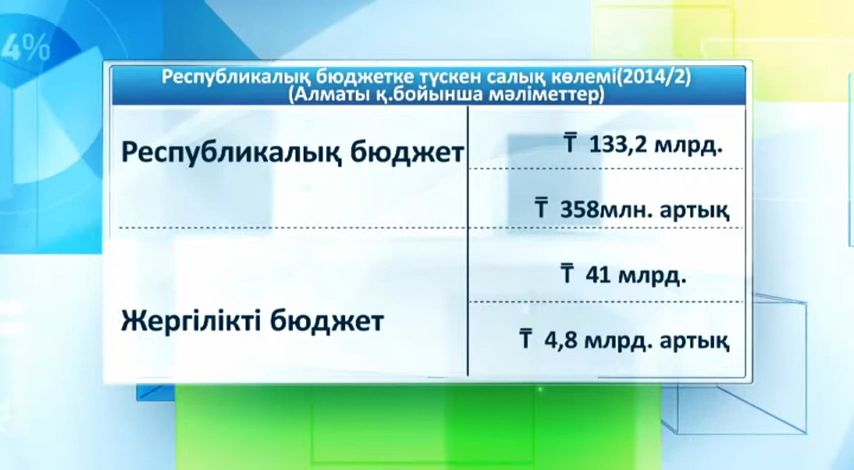 4%
Республикалық бюджетке түскен салық көлемі(2014/2)
(Алматы қ.бойынша мәліметтер)
Республикалық бюджет
₸ 133,2 млрд.
₸ 358млн. артық
Жергілікті бюджет
₸ 41 млрд.
₸ 4,8 млрд. артық